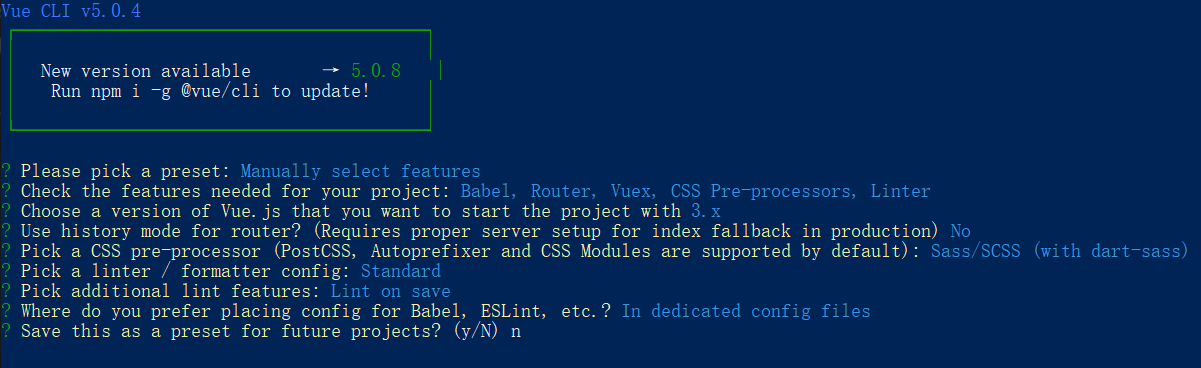 Vue CLI v5.0.4
New version available → 5.0.8
Run npm i -g @vue/cli to update!
? Please pick a preset: Manually select features
? Check the features needed for your project: Babel, Router, Vuex, CSS Pre-processors, Linter
? Choose a version of Vue.js that you want to start the project with 3.x
? Use history mode for router? (Requires proper server setup for index fallback in production) No
? Pick a CSS pre-processor (PostCSS, Autoprefixer and CSS Modules are supported by default): Sass/SCSS (with dart-sass)
? Pick a linter / formatter config: Standard
? Pick additional lint features: Lint on save
? Where do you prefer placing config for Babel, ESLint, etc.? In dedicated config files
? Save this as a preset for future projects? (y/N) n